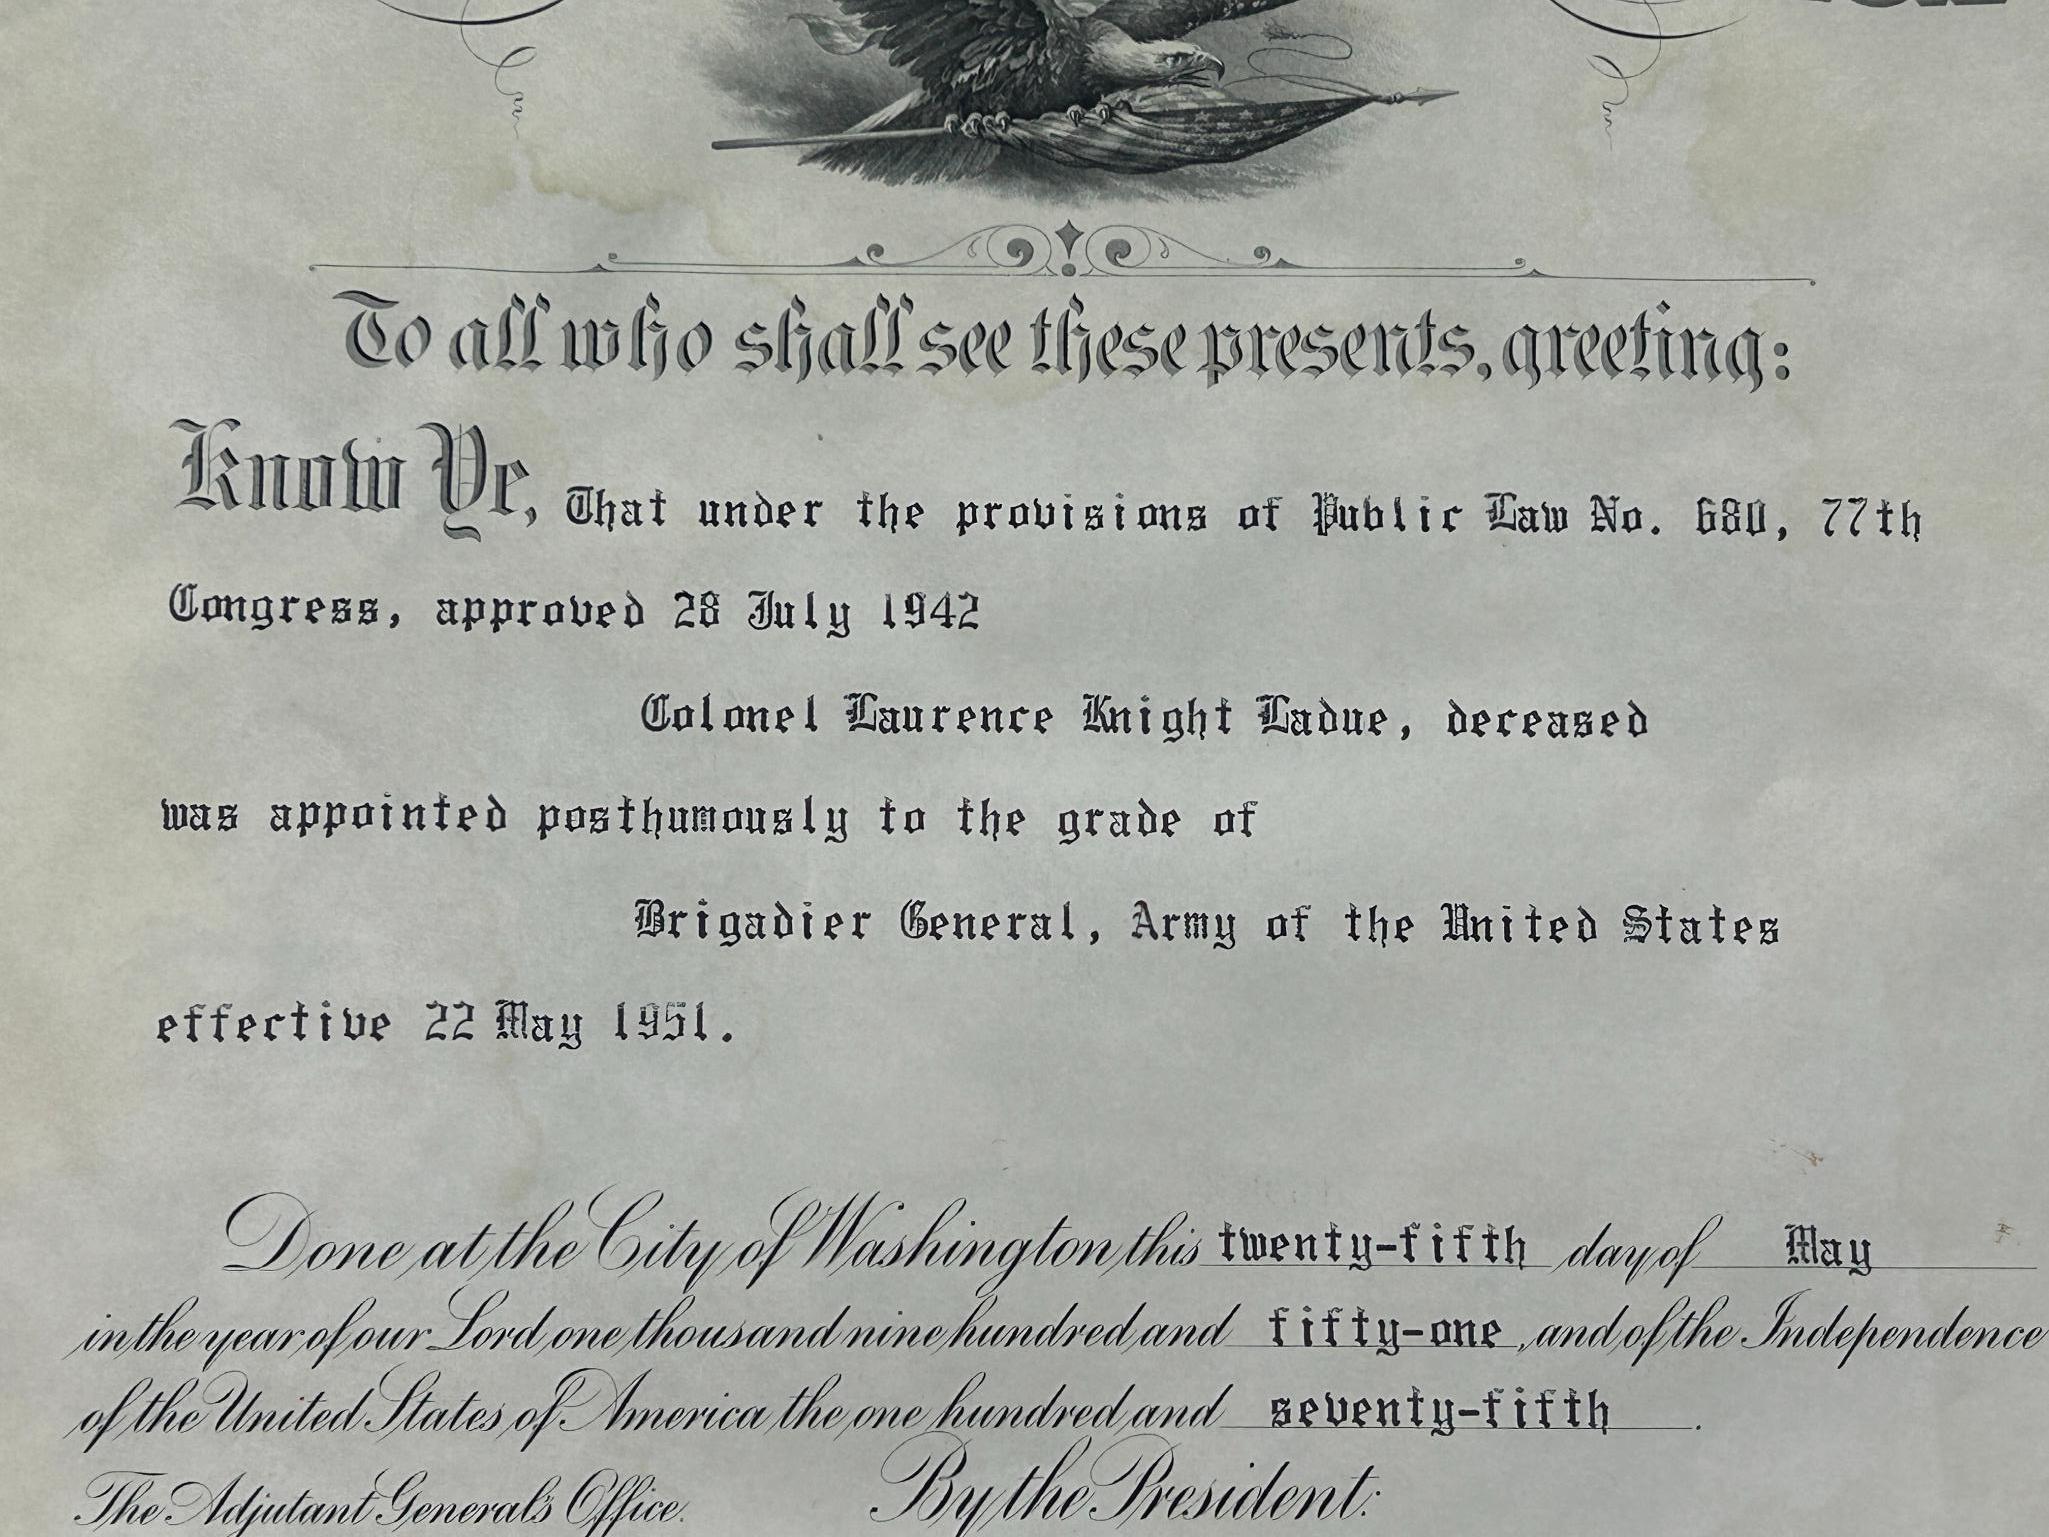 To all who shall see these presents, greeting:
Know Ye, That under the provisions of Public Law No. 680, 77th
Congress, approved 28 July 1942
Colonel Laurence Knight Ladue, deceased
was appointed posthumously to the grade of
Brigadier General, Army of the United States
effective 22 May 1951.
Done at the City of Washington this twenty-fifth day of May
in the year of our Lord one thousand nine hundred and fifty-one, and of the Independence
of the United States of America the one hundred and seventy-fifth.
The Adjutant General's Office.
By the President: